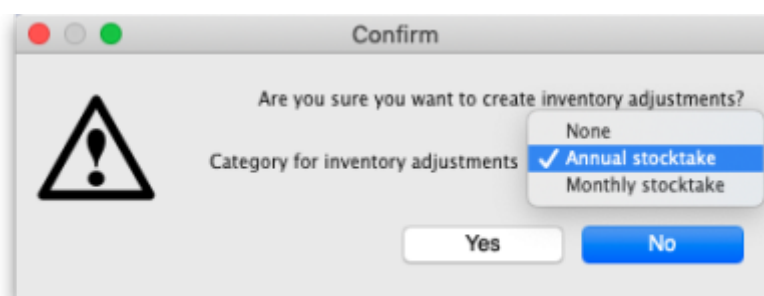 Confirm
Are you sure you want to create inventory adjustments?
None
Category for inventory adjustments
✓ Annual stocktake
Monthly stocktake
Yes
No